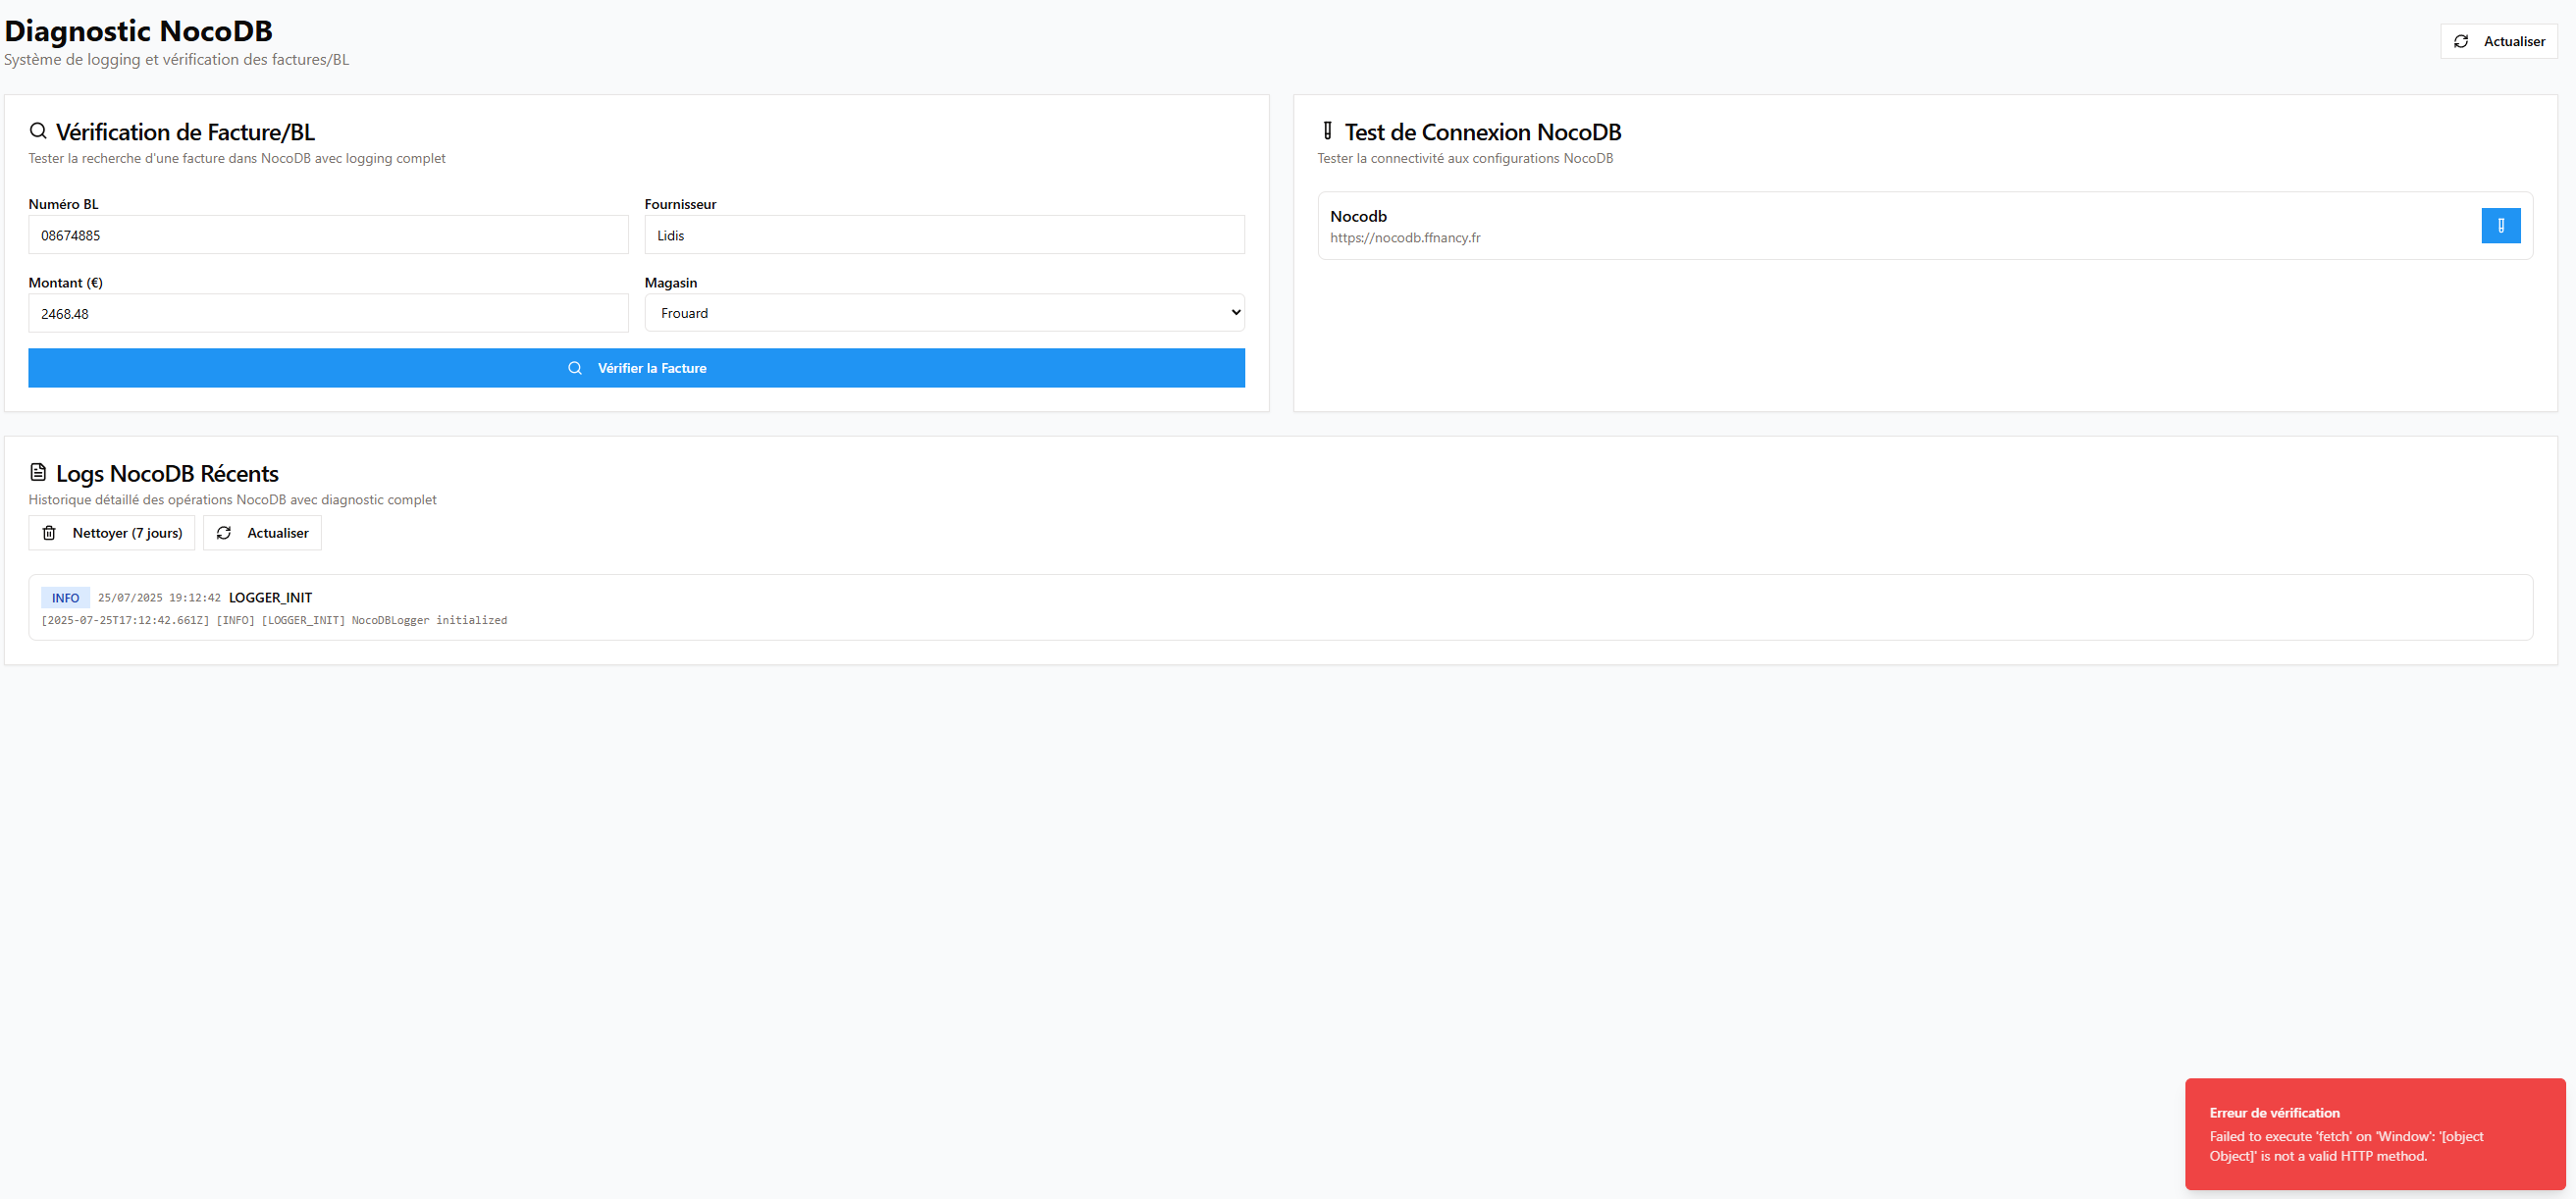 Diagnostic NocoDB
Système de logging et vérification des factures/BL
Actualiser
Vérification de Facture/BL
Tester la recherche d'une facture dans NocoDB avec logging complet
Numéro BL
08674885
Fournisseur
Lidis
Montant (€)
2468.48
Magasin
Frouard
Vérifier la Facture
Test de Connexion NocoDB
Tester la connectivité aux configurations NocoDB
Nocodb
https://nocodb.ffnancy.fr
Logs NocoDB Récents
Historique détaillé des opérations NocoDB avec diagnostic complet
Nettoyer (7 jours)
Actualiser
INFO 25/07/2025 19:12:42 LOGGER_INIT
[2025-07-25T17:12:42.661Z] [INFO] [LOGGER_INIT] NocoDBLogger initialized
Erreur de vérification
Failed to execute 'fetch' on 'Window': '[object
Object]' is not a valid HTTP method.